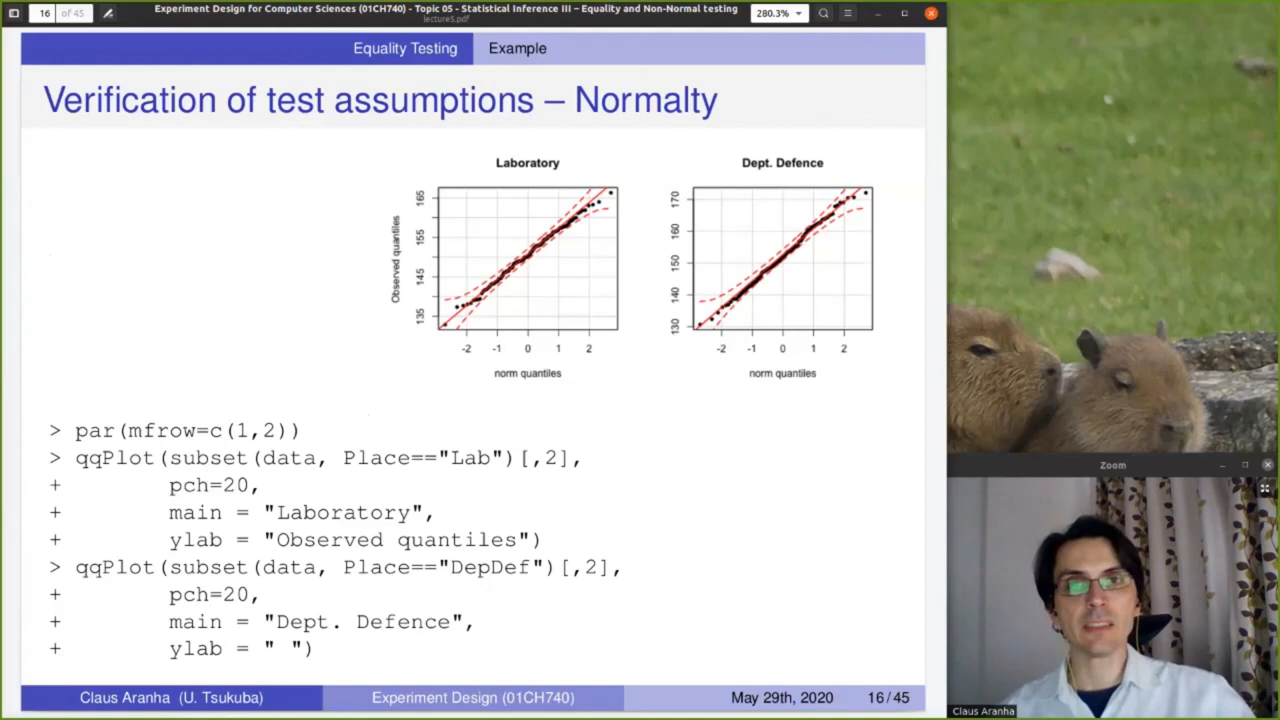 16 of 45
Experiment Design for Computer Sciences (01CH740) - Topic 05 - Statistical Inference III – Equality and Non-Normal testing
lecture5.pdf
280.3%
Equality Testing Example
Verification of test assumptions – Normalty
Laboratory
Observed quantiles
165
155
145
135
-2 -1 0 1 2
norm quantiles
Dept. Defence
170
160
150
140
130
-2 -1 0 1 2
norm quantiles
> par(mfrow=c(1,2))
> qqPlot(subset(data, Place=="Lab")[,2],
+ pch=20,
+ main = "Laboratory",
+ ylab = "Observed quantiles")
> qqPlot(subset(data, Place=="DepDef")[,2],
+ pch=20,
+ main = "Dept. Defence",
+ ylab = " ")
Claus Aranha (U. Tsukuba) Experiment Design (01CH740) May 29th, 2020 16 / 45
Zoom
Claus Aranha